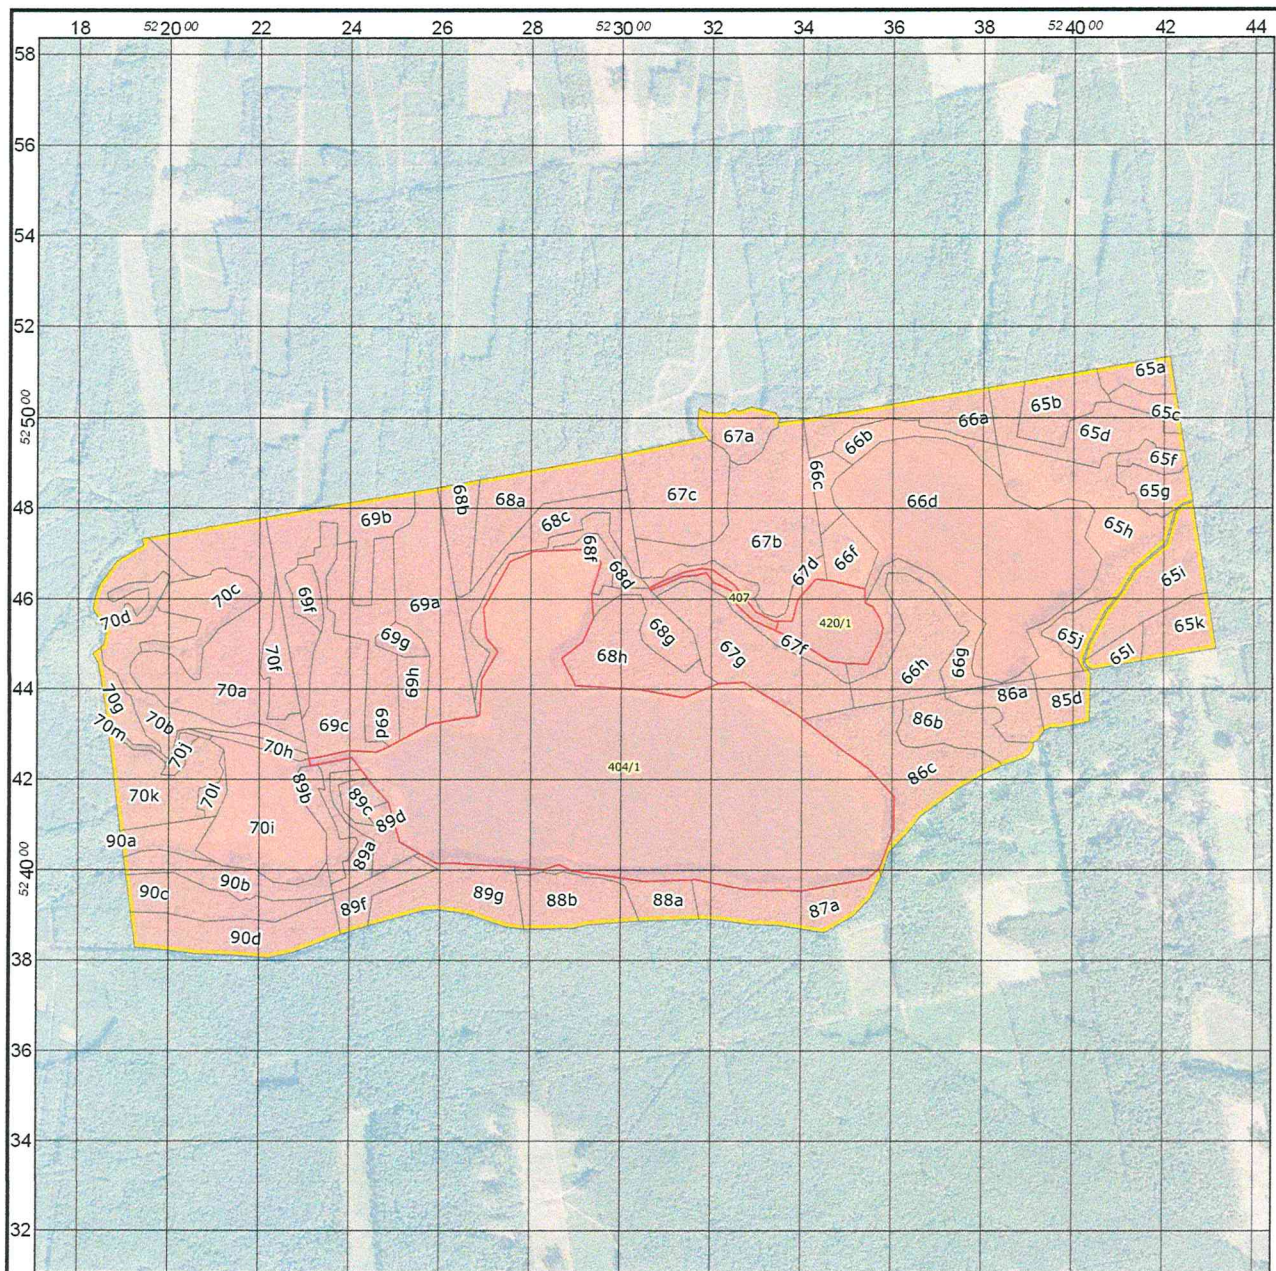 18 52 20 00 22 24 26 28 52 30 00 32 34 36 38 52 40 00 42 44
58
56
54
52
65a
65b 65c
52 50 00 66a
67a 66b 65d
65f
66c
67c 65g
68b 68a 66d
48
69b 68c 65h
67b
68f 66f
67d
68d 65i
46 70c 69f 69a 407
70d 420/1 65k
68g 65j
69g 67f
70f 68h 67g 66g 65l
69h 66h
44 70a 86a
70g 85d
70b 69c 69d 86b
70m
70j 70h
42 404/1 86c
70k 70l 89b
89c
70i 89d
90a
89a
52 40 00
90c 90b 89f 89g 88b 88a 87a
90d
38
36
34
32